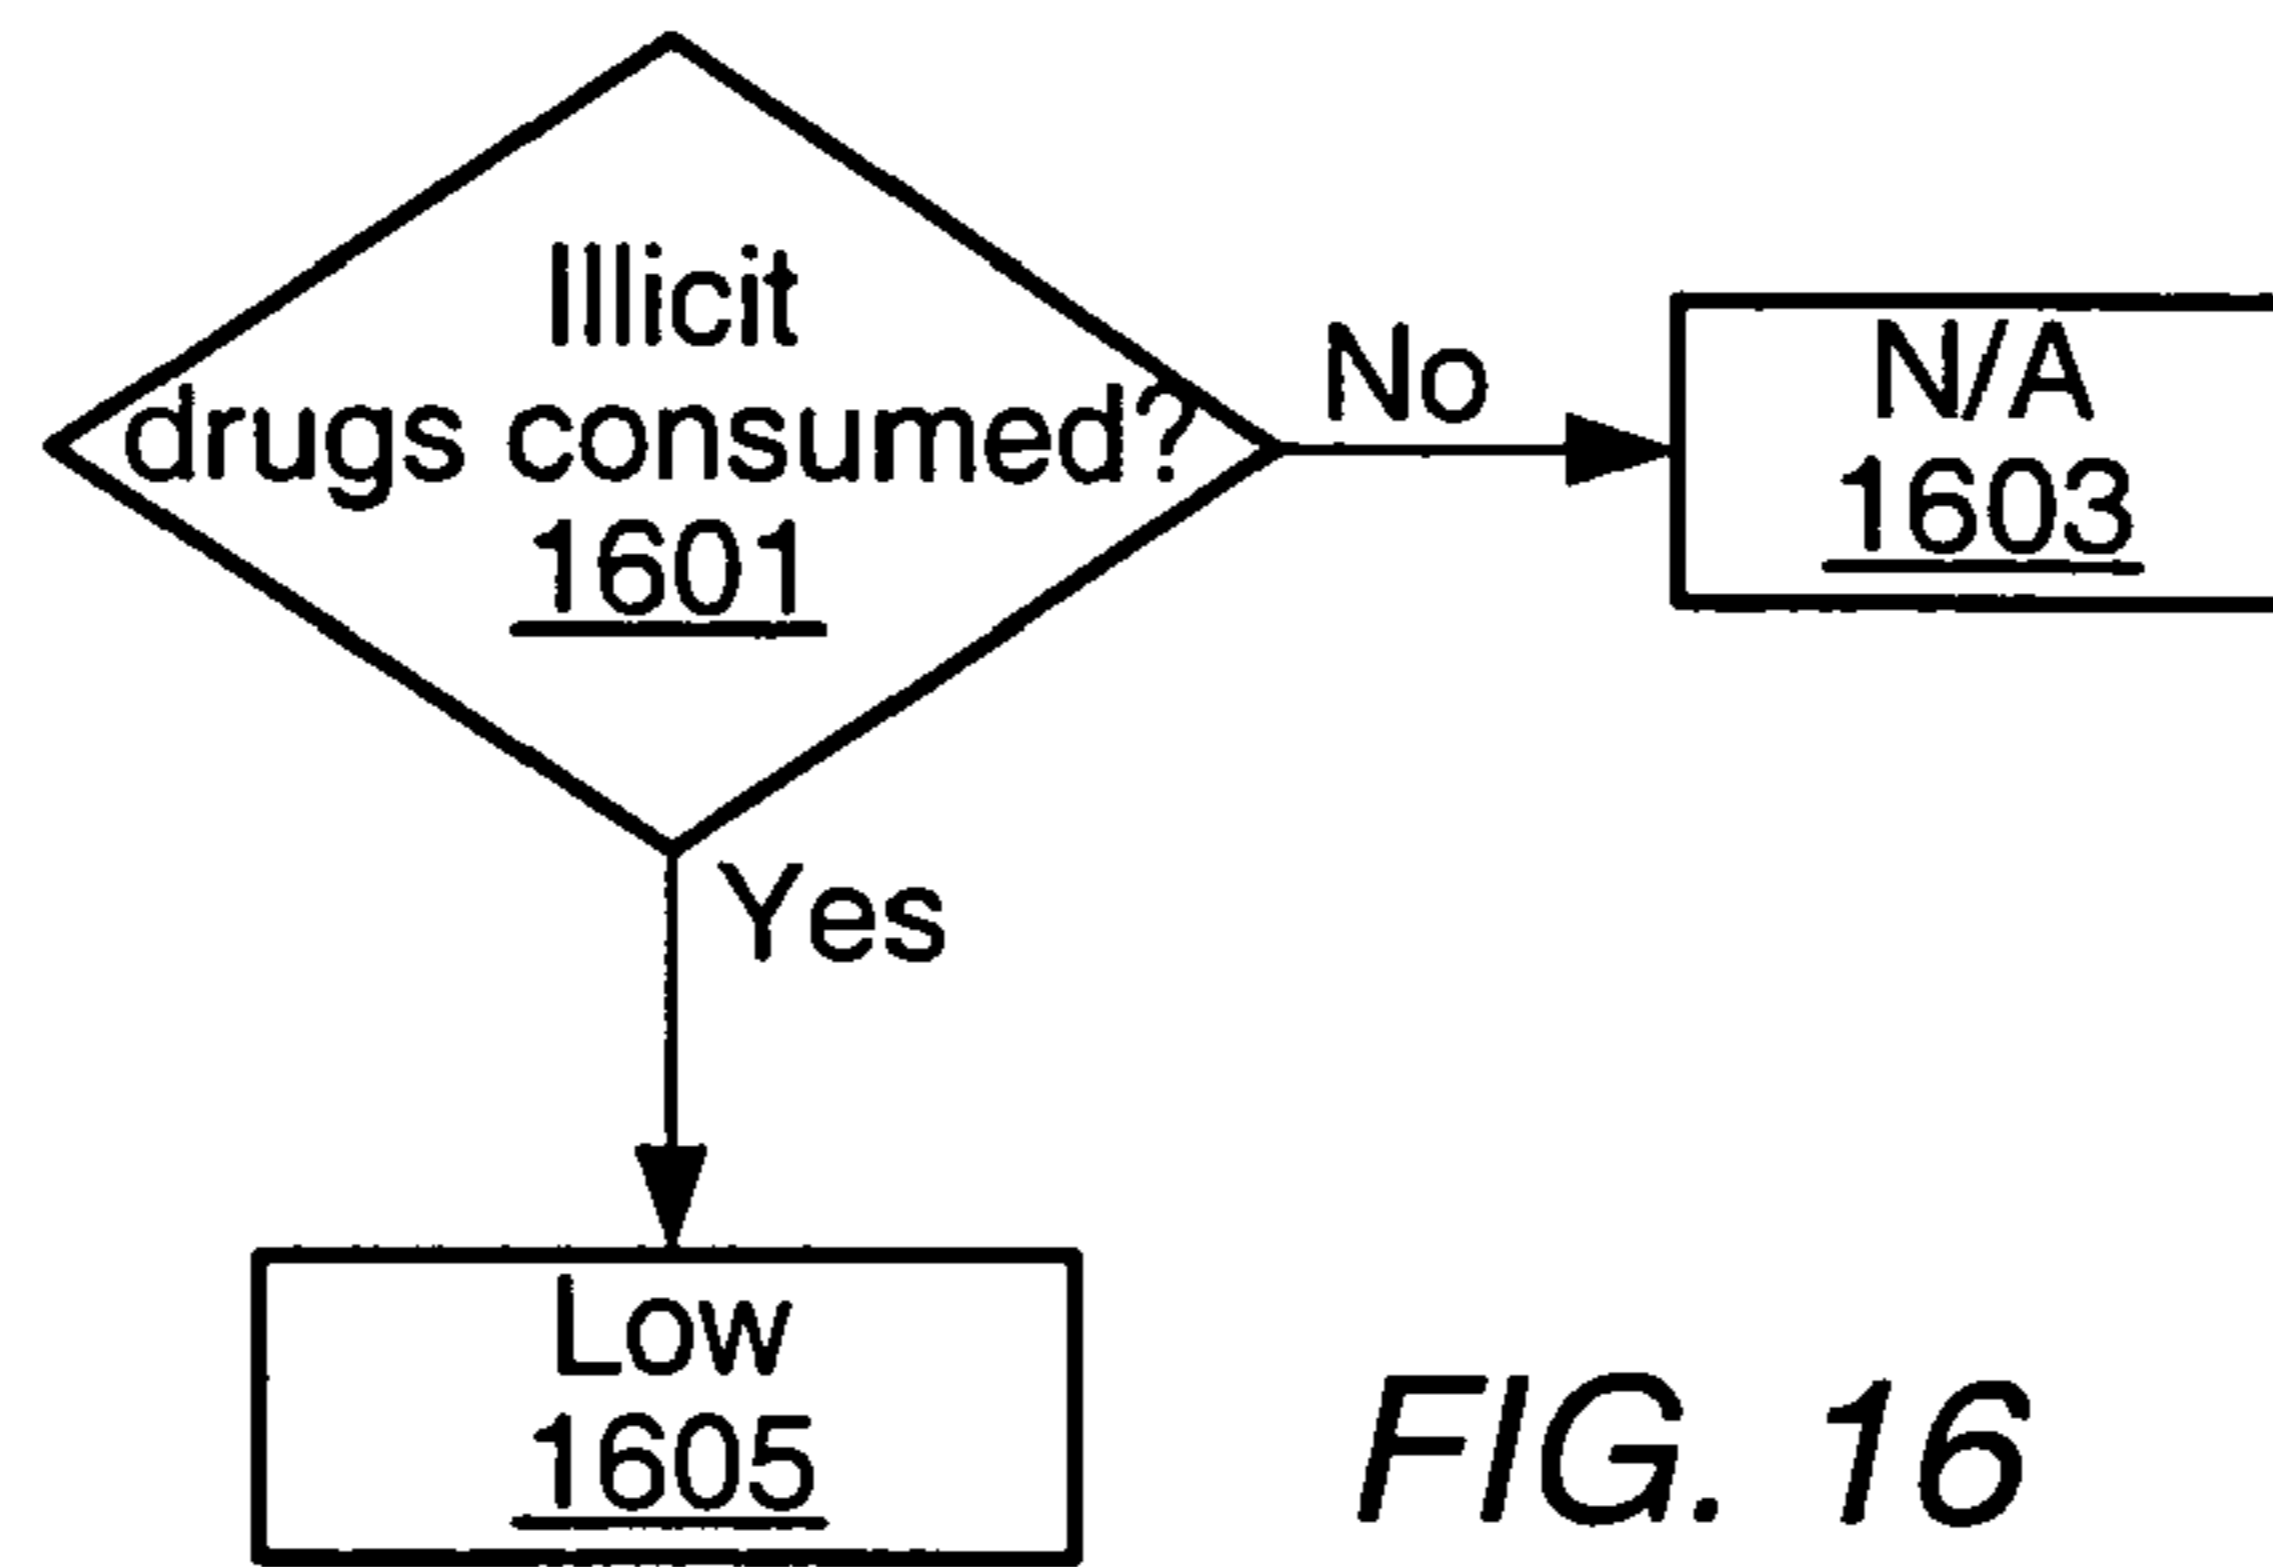 Illicit
drugs consumed?
1601
No
N/A
1603
Yes
Low
1605
FIG. 16